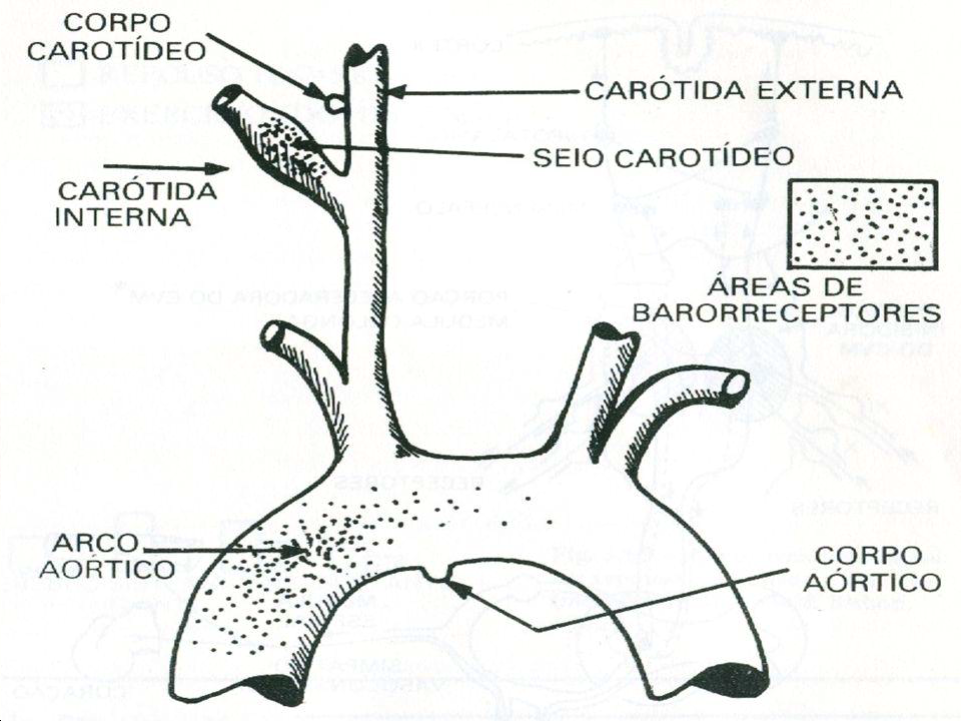 CORPO
CAROTÍDEO
CARÓTIDA EXTERNA
SEIO CAROTÍDEO
CARÓTIDA
INTERNA
ÁREAS DE
BARORRECEPTORES
ARCO
AÓRTICO
CORPO
AÓRTICO